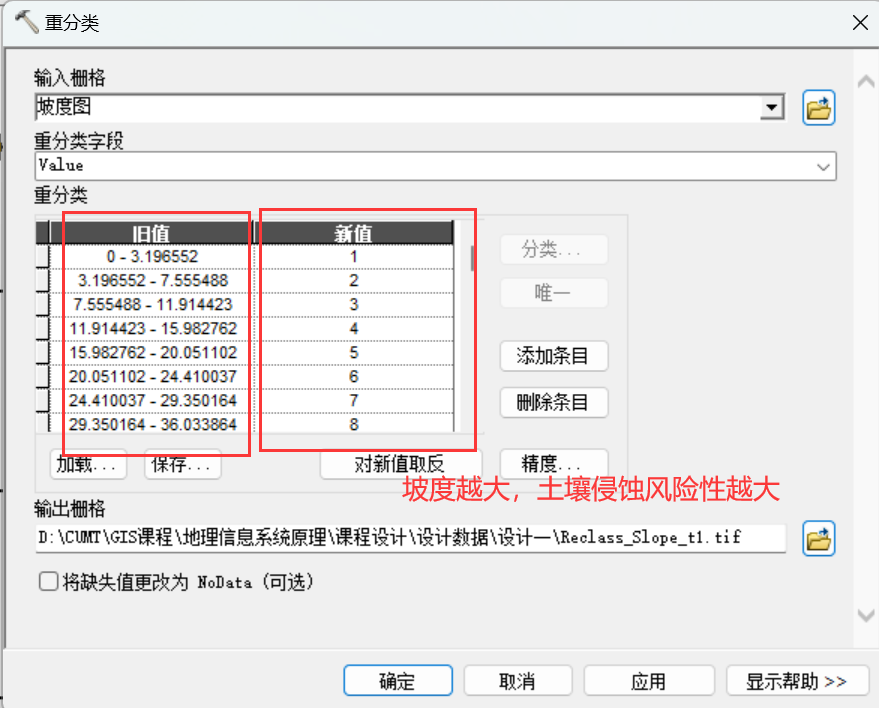 重分类
输入栅格
坡度图
重分类字段
Value
重分类
旧值 新值
0 - 3.196552 1
3.196552 - 7.555488 2
7.555488 - 11.914423 3
11.914423 - 15.982762 4
15.982762 - 20.051102 5
20.051102 - 24.410037 6
24.410037 - 29.350164 7
29.350164 - 36.033864 8
分类...
唯一
添加条目
删除条目
加载... 保存... 对新值取反 精度...
坡度越大，土壤侵蚀风险性越大
输出栅格
D:\CUMT\GIS课程\地理信息系统原理\课程设计\设计数据\设计一\Reclass_Slope_t1.tif
将缺失值更改为 NoData (可选)
确定 取消 应用 显示帮助 >>